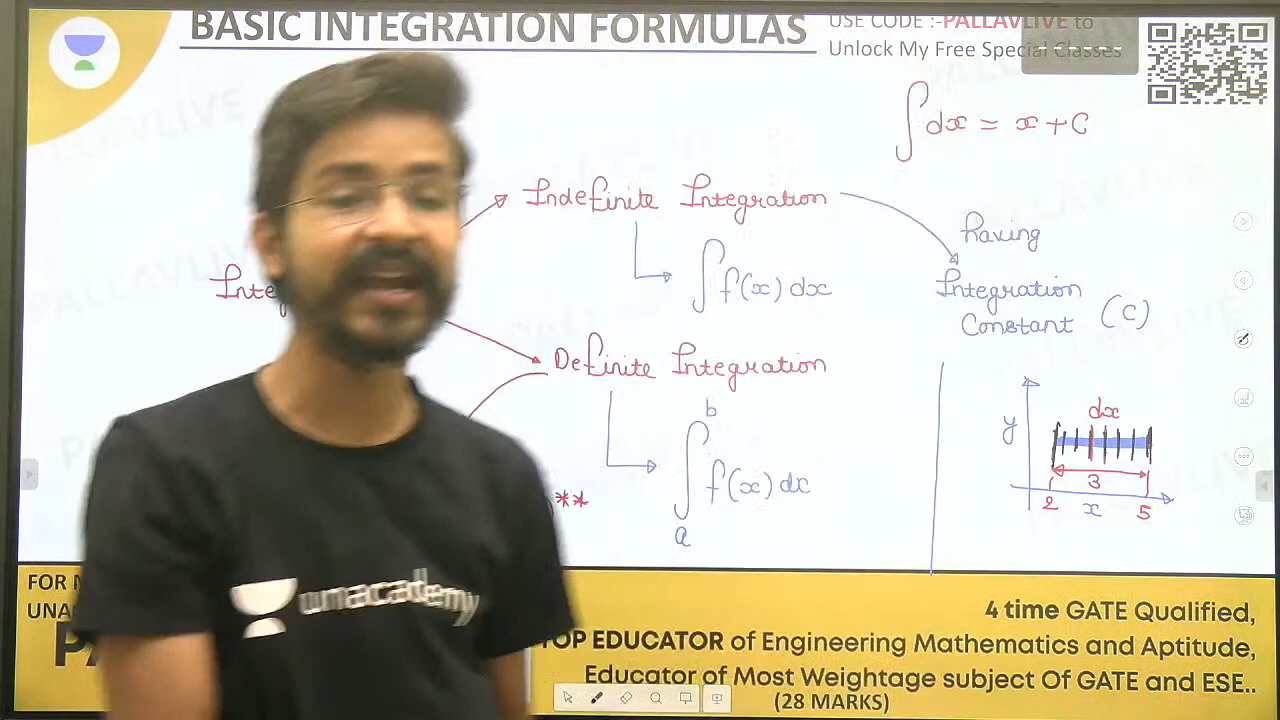 BASIC INTEGRATION FORMULAS
USE CODE :-PALLAVLIVE to
Unlock My Free Special Classes
∫dx = x + C
Indefinite Integration
having
Integration
Constant (C)
∫f(x) dx
Inte
Definite Integration
b
∫f(x) dx
a
**
dx
y
3
2 x 5
FOR
UNA
4 time GATE Qualified,
TOP EDUCATOR of Engineering Mathematics and Aptitude,
Educator of Most Weightage subject Of GATE and ESE..
(28 MARKS)
unacademy